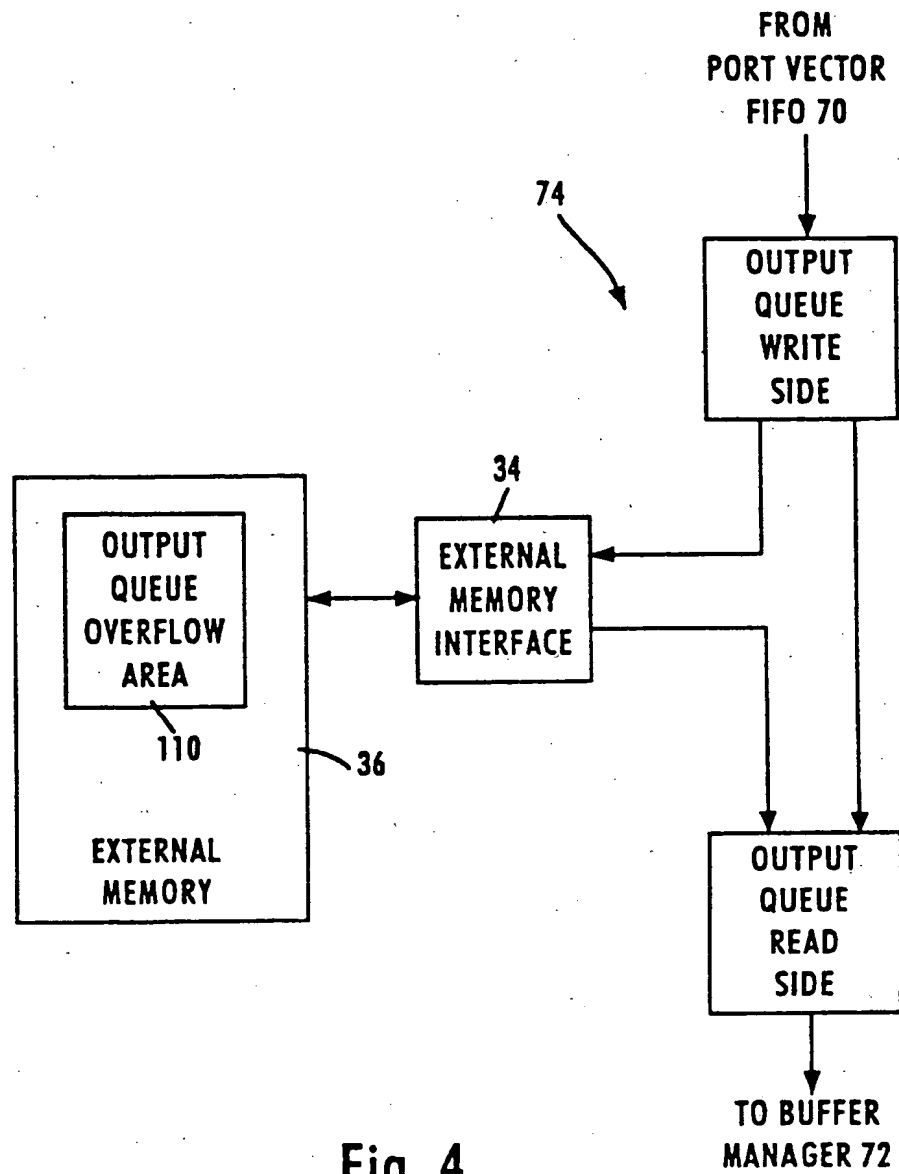 FROM
PORT VECTOR
FIFO 70
74
OUTPUT
QUEUE
WRITE
SIDE
34
EXTERNAL
MEMORY
INTERFACE
OUTPUT
QUEUE
OVERFLOW
AREA
110
36
EXTERNAL
MEMORY
OUTPUT
QUEUE
READ
SIDE
TO BUFFER
MANAGER 72
Fig. 4